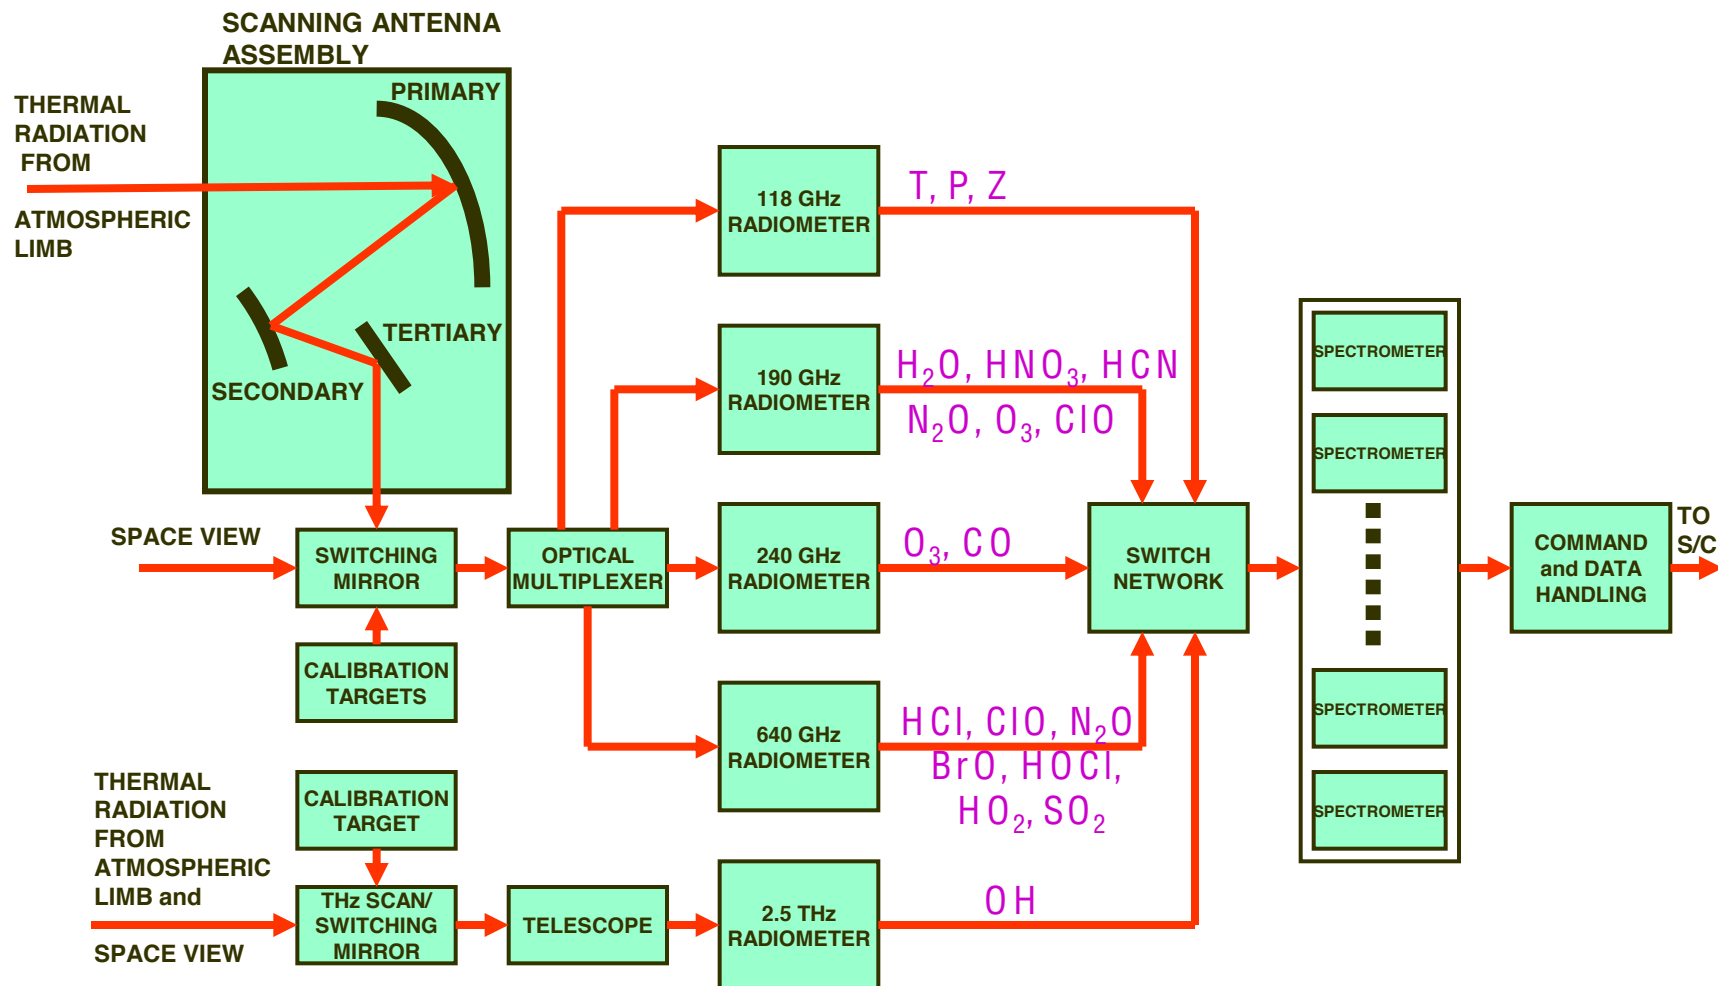 SCANNING ANTENNA
ASSEMBLY
PRIMARY
THERMAL
RADIATION
FROM
ATMOSPHERIC
LIMB
TERTIARY
SECONDARY
SPACE VIEW
SWITCHING
MIRROR
OPTICAL
MULTIPLEXER
CALIBRATION
TARGETS
118 GHz
RADIOMETER
T, P, Z
190 GHz
RADIOMETER
H₂O, HNO₃, HCN
N₂O, O₃, ClO
240 GHz
RADIOMETER
O₃, CO
640 GHz
RADIOMETER
HCl, ClO, N₂O
BrO, HOCl,
HO₂, SO₂
THERMAL
RADIATION
FROM
ATMOSPHERIC
LIMB and
SPACE VIEW
CALIBRATION
TARGET
THz SCAN/
SWITCHING
MIRROR
TELESCOPE
2.5 THz
RADIOMETER
OH
SWITCH
NETWORK
SPECTROMETER
SPECTROMETER
SPECTROMETER
SPECTROMETER
COMMAND
and DATA
HANDLING
TO
S/C